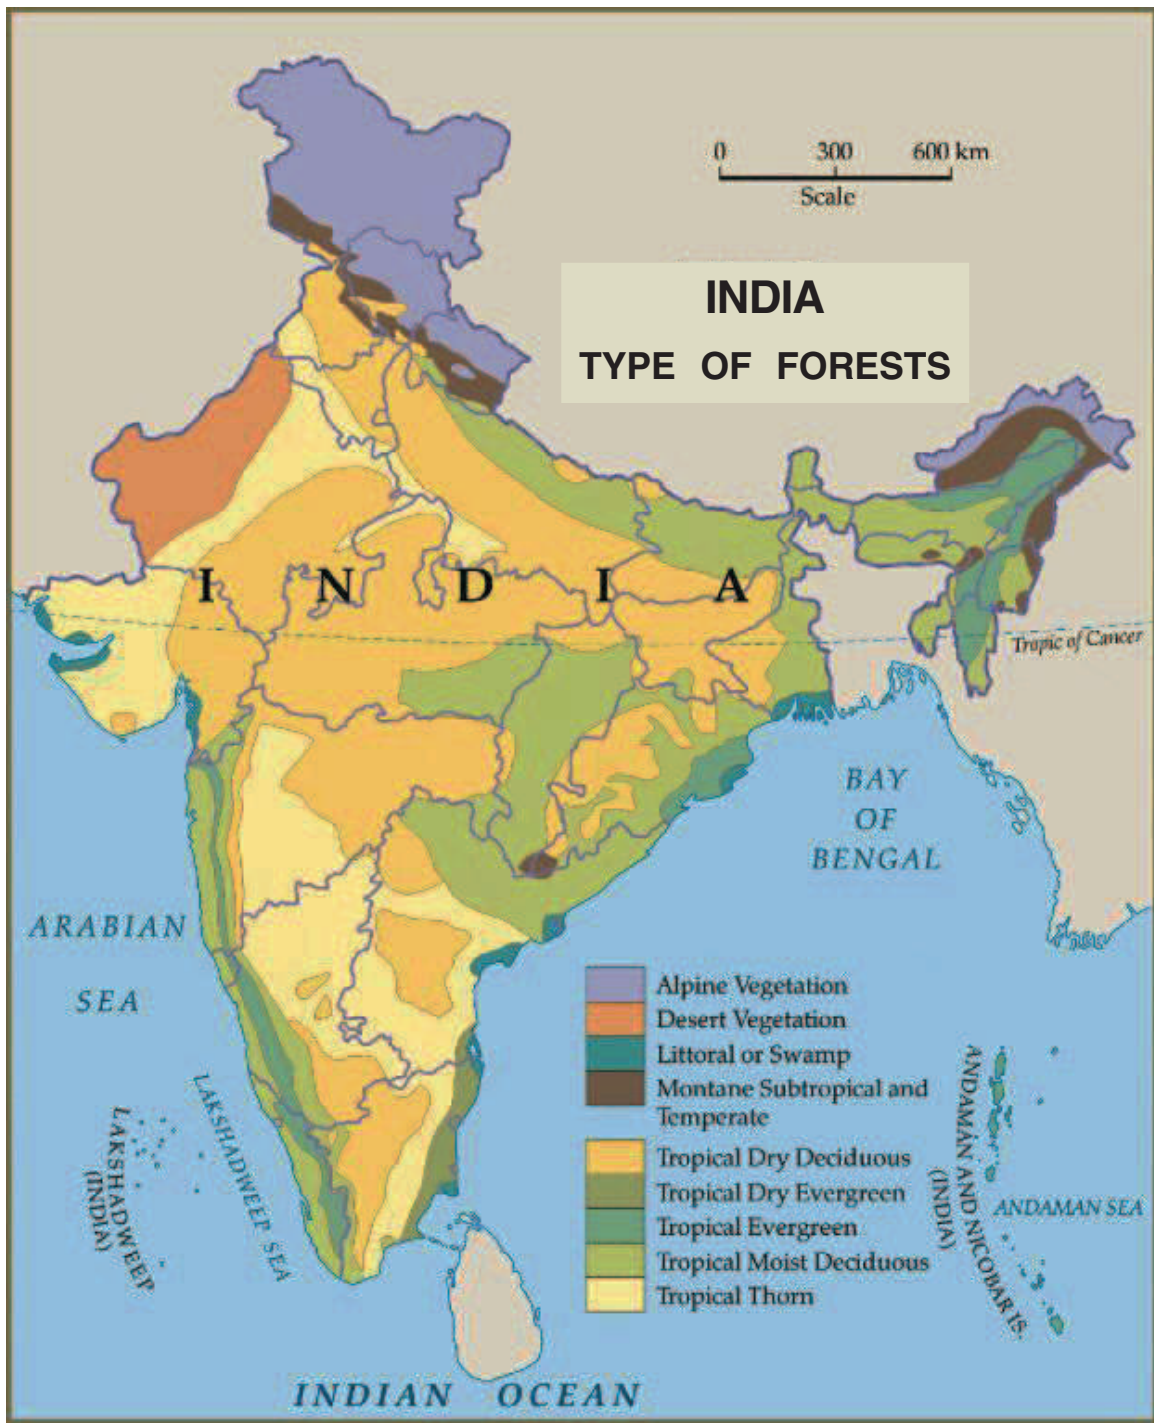 0 300 600 km
Scale
INDIA
TYPE OF FORESTS
I N D I A
Tropic of Cancer
BAY
OF
BENGAL
ARABIAN
SEA
Alpine Vegetation
Desert Vegetation
Littoral or Swamp
Montane Subtropical and
Temperate
Tropical Dry Deciduous
Tropical Dry Evergreen
Tropical Evergreen
Tropical Moist Deciduous
Tropical Thorn
LAKSHADWEEP
(INDIA)
LAKSHADWEEP SEA
ANDAMAN AND NICOBAR IS.
(INDIA)
ANDAMAN SEA
INDIAN OCEAN